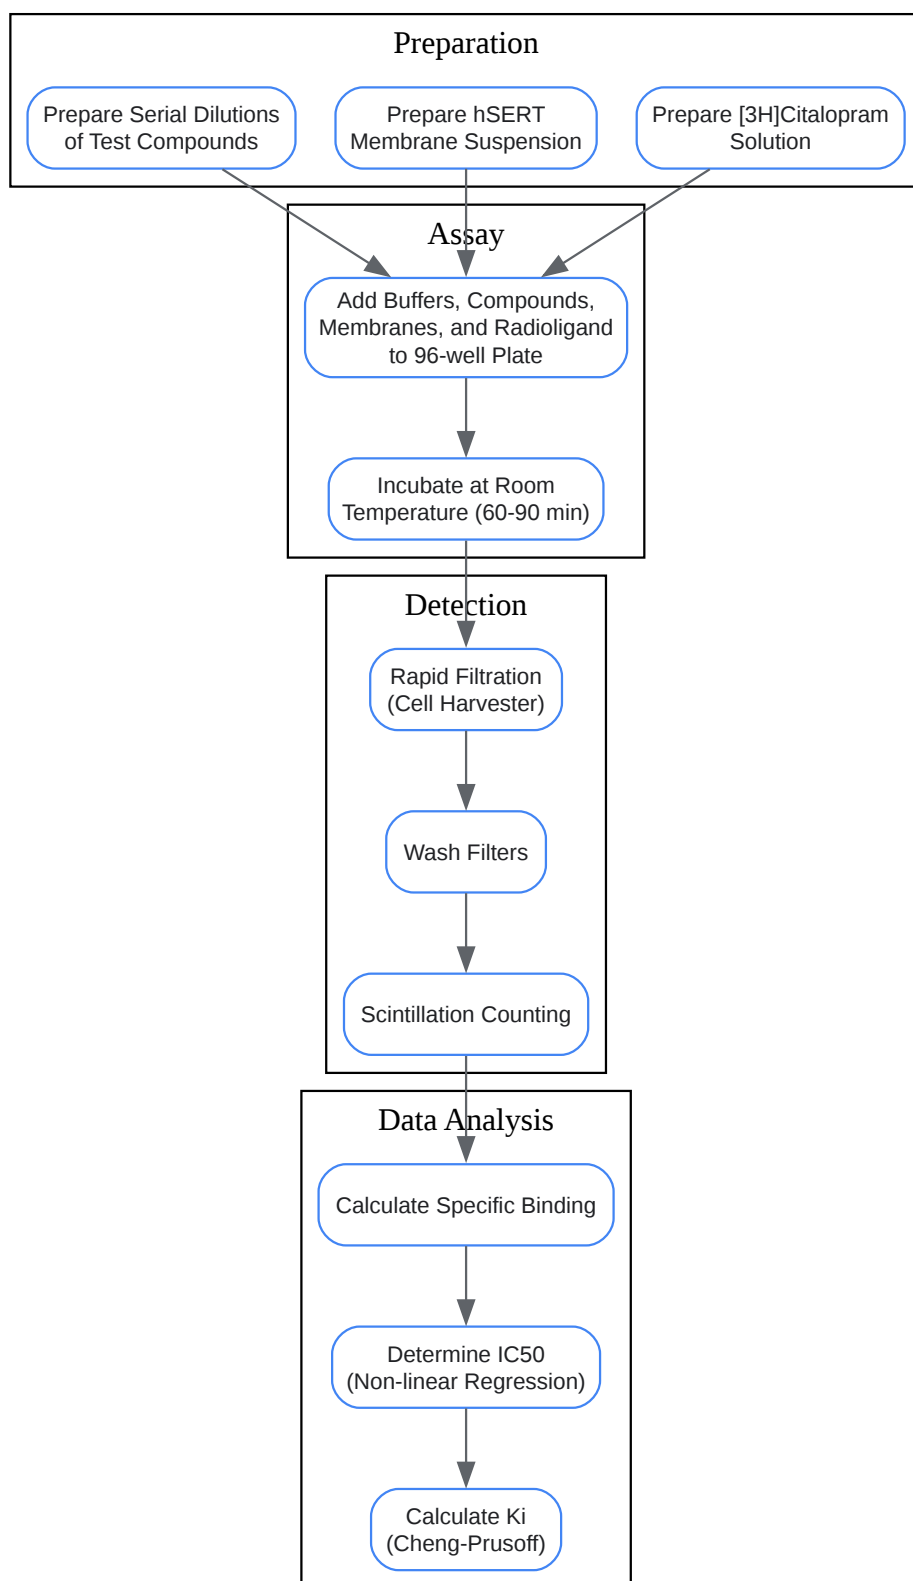 Preparation
Prepare Serial Dilutions
of Test Compounds
Prepare hSERT
Membrane Suspension
Prepare [3H]Citalopram
Solution
Assay
Add Buffers, Compounds,
Membranes, and Radioligand
to 96-well Plate
Incubate at Room
Temperature (60-90 min)
Detection
Rapid Filtration
(Cell Harvester)
Wash Filters
Scintillation Counting
Data Analysis
Calculate Specific Binding
Determine IC50
(Non-linear Regression)
Calculate Ki
(Cheng-Prusoff)